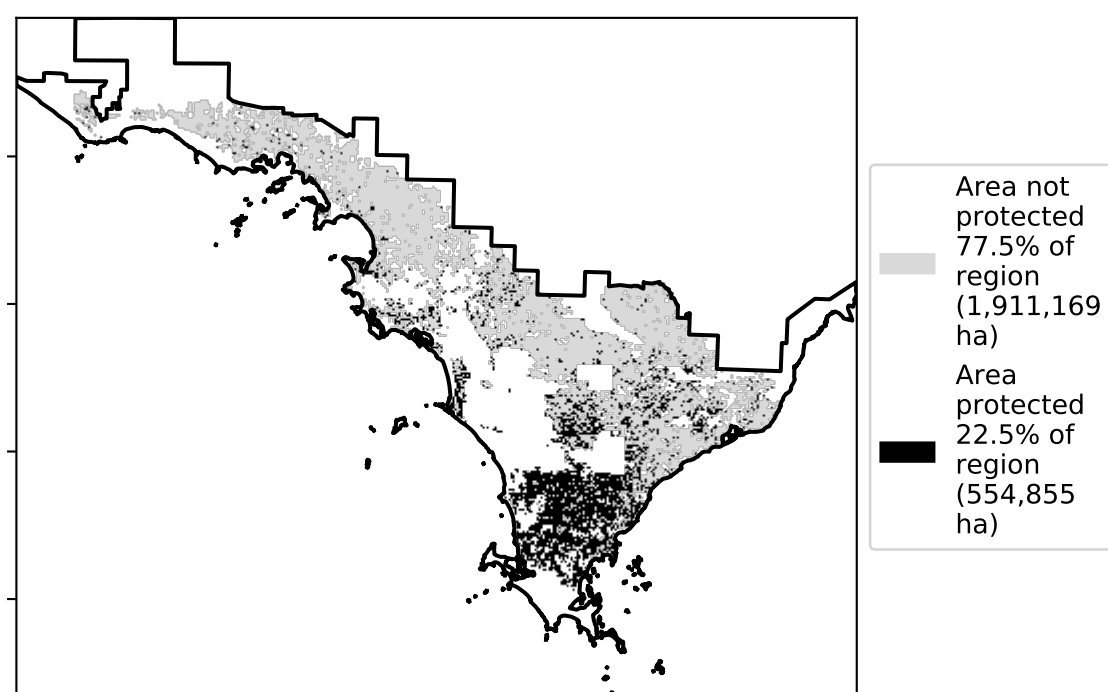 Area not
protected
77.5% of
region
(1,911,169
ha)
Area
protected
22.5% of
region
(554,855
ha)